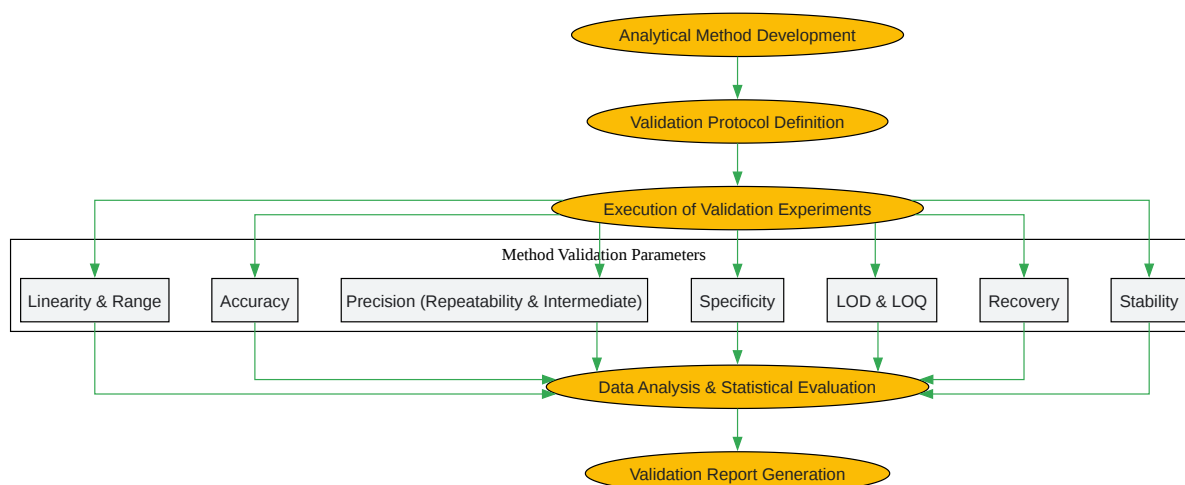 Analytical Method Development
Validation Protocol Definition
Execution of Validation Experiments
Method Validation Parameters
Linearity & Range
Accuracy
Precision (Repeatability & Intermediate)
Specificity
LOD & LOQ
Recovery
Stability
Data Analysis & Statistical Evaluation
Validation Report Generation